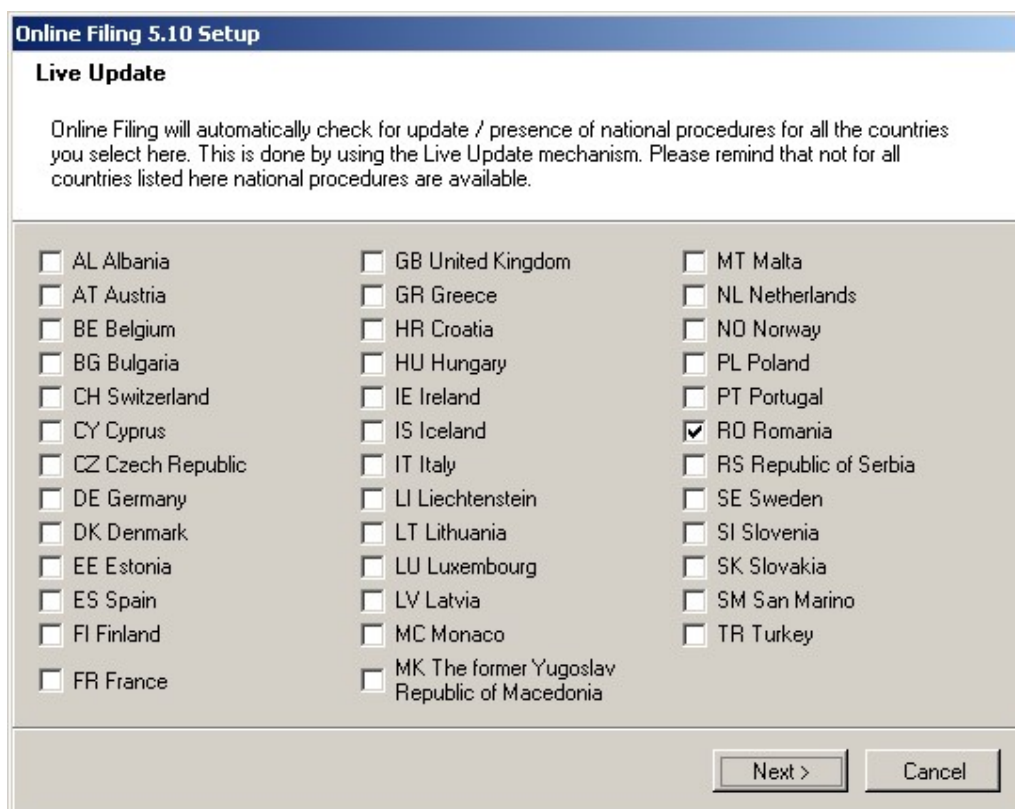 Online Filing 5.10 Setup
Live Update
Online Filing will automatically check for update / presence of national procedures for all the countries
you select here. This is done by using the Live Update mechanism. Please remind that not for all
countries listed here national procedures are available.
AL Albania
AT Austria
BE Belgium
BG Bulgaria
CH Switzerland
CY Cyprus
CZ Czech Republic
DE Germany
DK Denmark
EE Estonia
ES Spain
FI Finland
FR France
GB United Kingdom
GR Greece
HR Croatia
HU Hungary
IE Ireland
IS Iceland
IT Italy
LI Liechtenstein
LT Lithuania
LU Luxembourg
LV Latvia
MC Monaco
MK The former Yugoslav
Republic of Macedonia
MT Malta
NL Netherlands
NO Norway
PL Poland
PT Portugal
RO Romania
RS Republic of Serbia
SE Sweden
SI Slovenia
SK Slovakia
SM San Marino
TR Turkey
Next >
Cancel